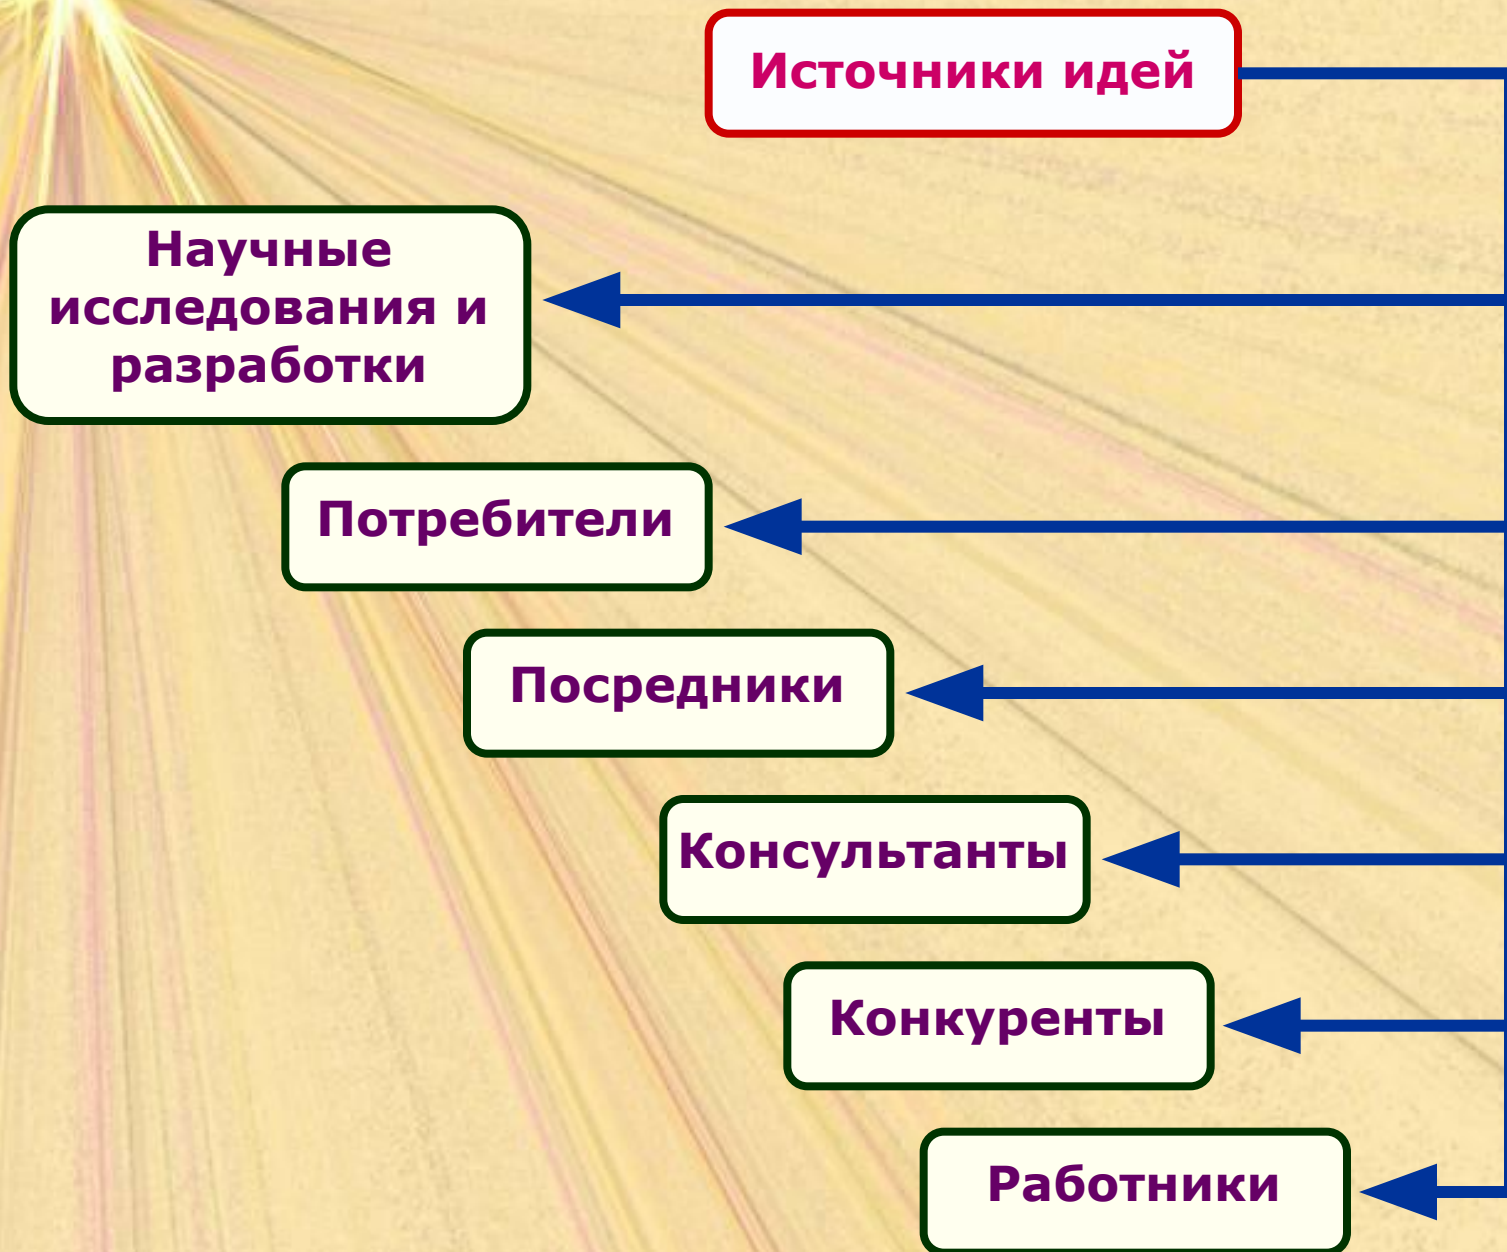 Источники идей
Научные
исследования и
разработки
Потребители
Посредники
Консультанты
Конкуренты
Работники